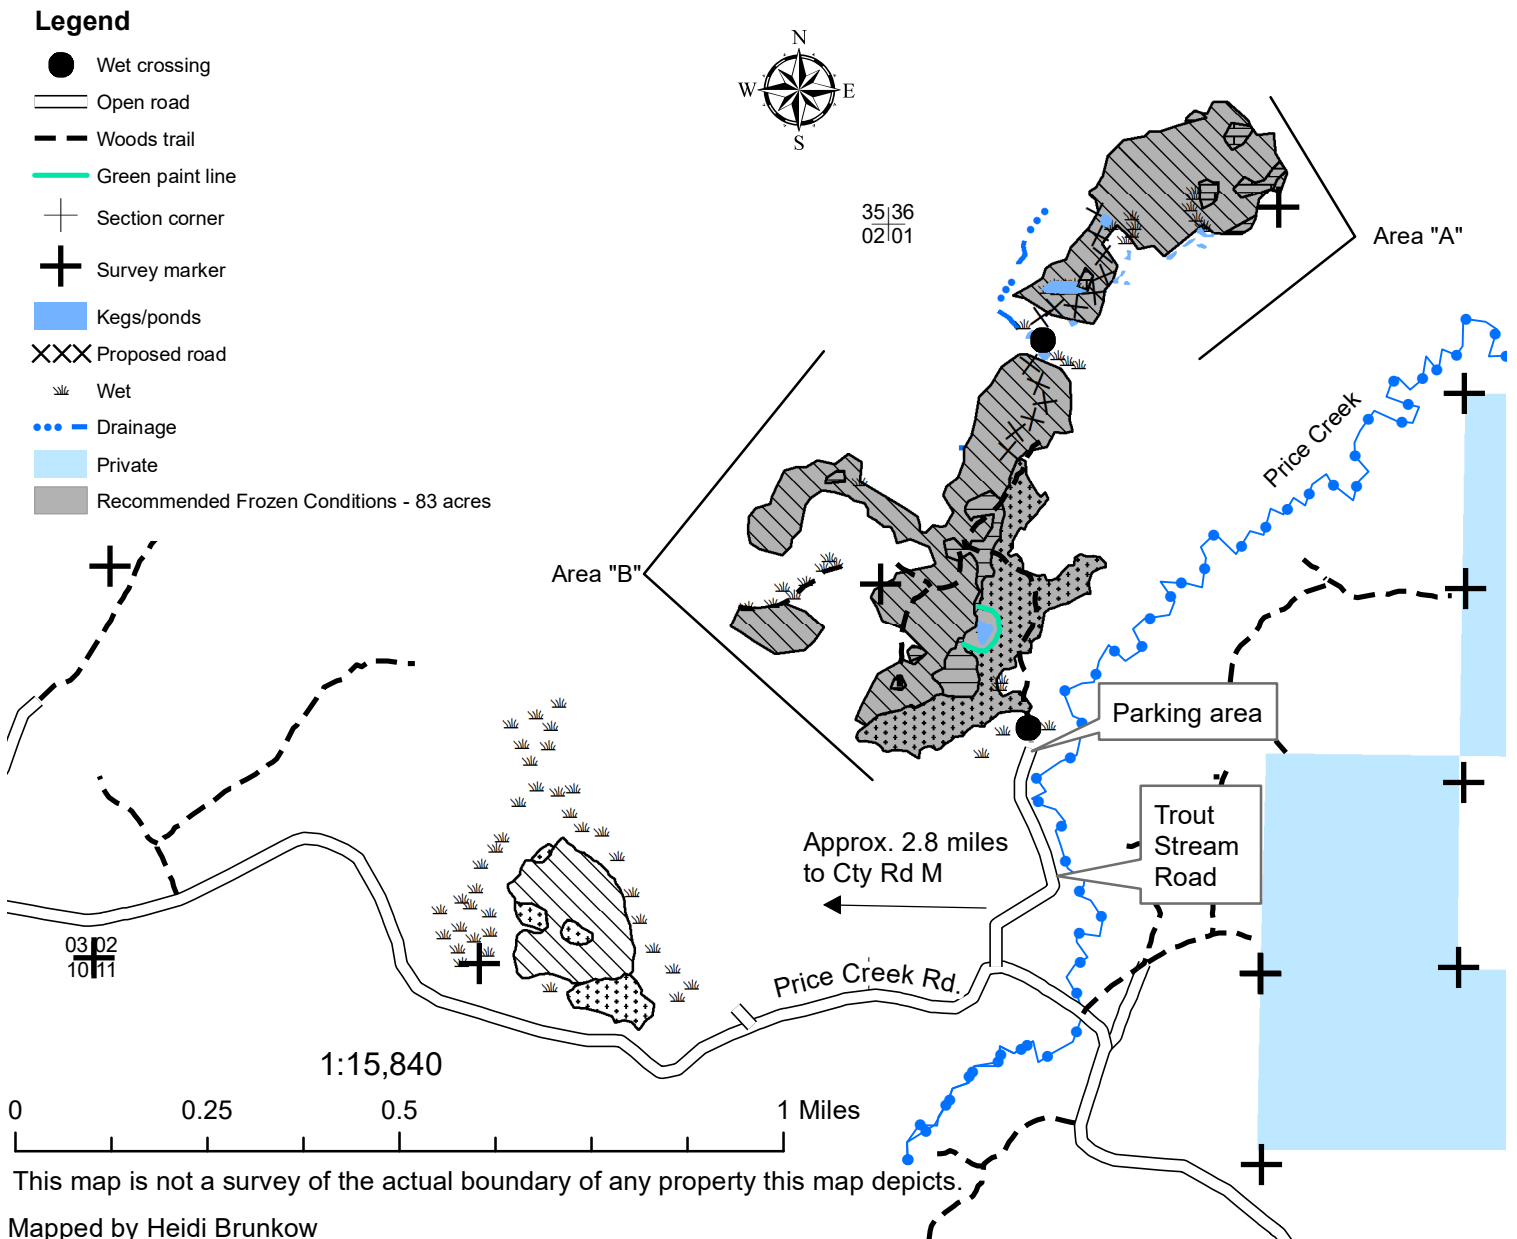 Legend
Wet crossing
Open road
Woods trail
Green paint line
Section corner
Survey marker
Kegs/ponds
Proposed road
Wet
Drainage
Private
Recommended Frozen Conditions - 83 acres
N
W E
S
35 36
02 01
Area "A"
Price Creek
Area "B"
Parking area
Trout
Stream
Road
Approx. 2.8 miles
to Cty Rd M
03 02
10 11
Price Creek Rd.
1:15,840
0 0.25 0.5 1 Miles
This map is not a survey of the actual boundary of any property this map depicts.
Mapped by Heidi Brunkow